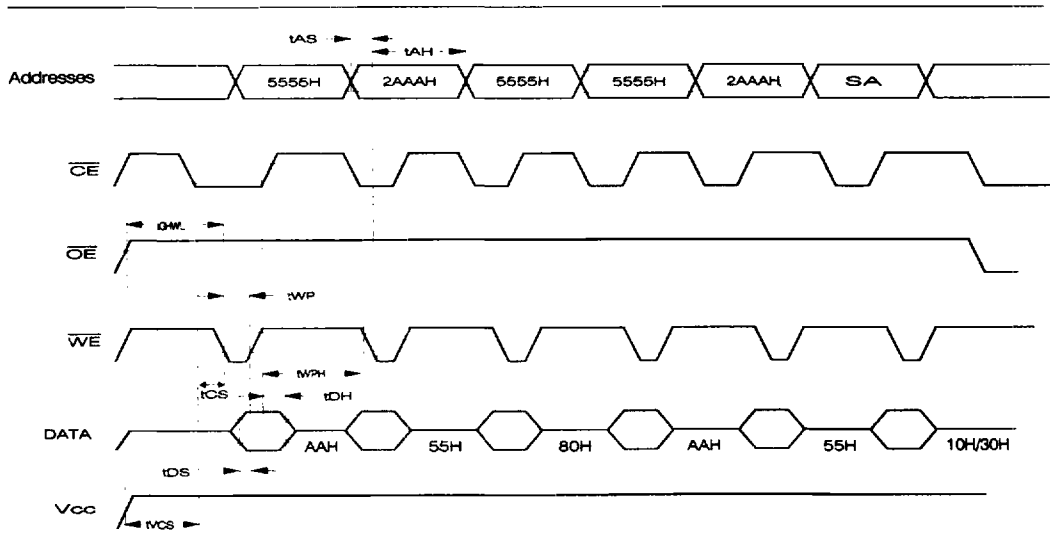 tAS
tAH
Addresses 5555H 2AAAH 5555H 5555H 2AAAH SA
CE
tGHWL
OE
tWP
WE
tWPH
tCS tDH
DATA AAH 55H 80H AAH 55H 10H/30H
tDS
Vcc
tVCS